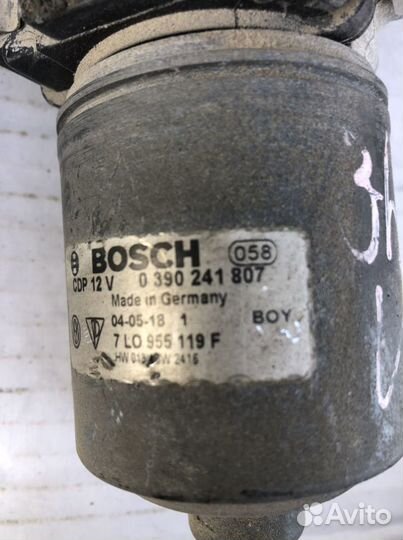 BOSCH 058
CDP 12 V 0 390 241 807
Made in Germany
04-05-18 1 BOY
7 L0 955 119 F
2416
Avito